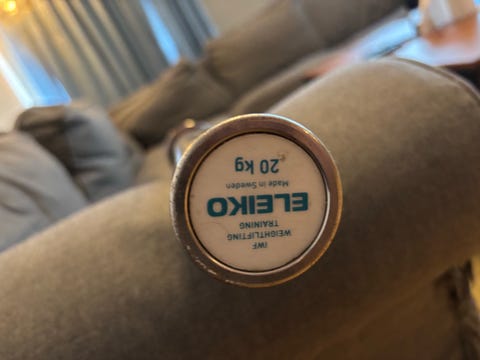 IWF
WEIGHTLIFTING
TRAINING
ELEIKO
Made in Sweden
20 kg